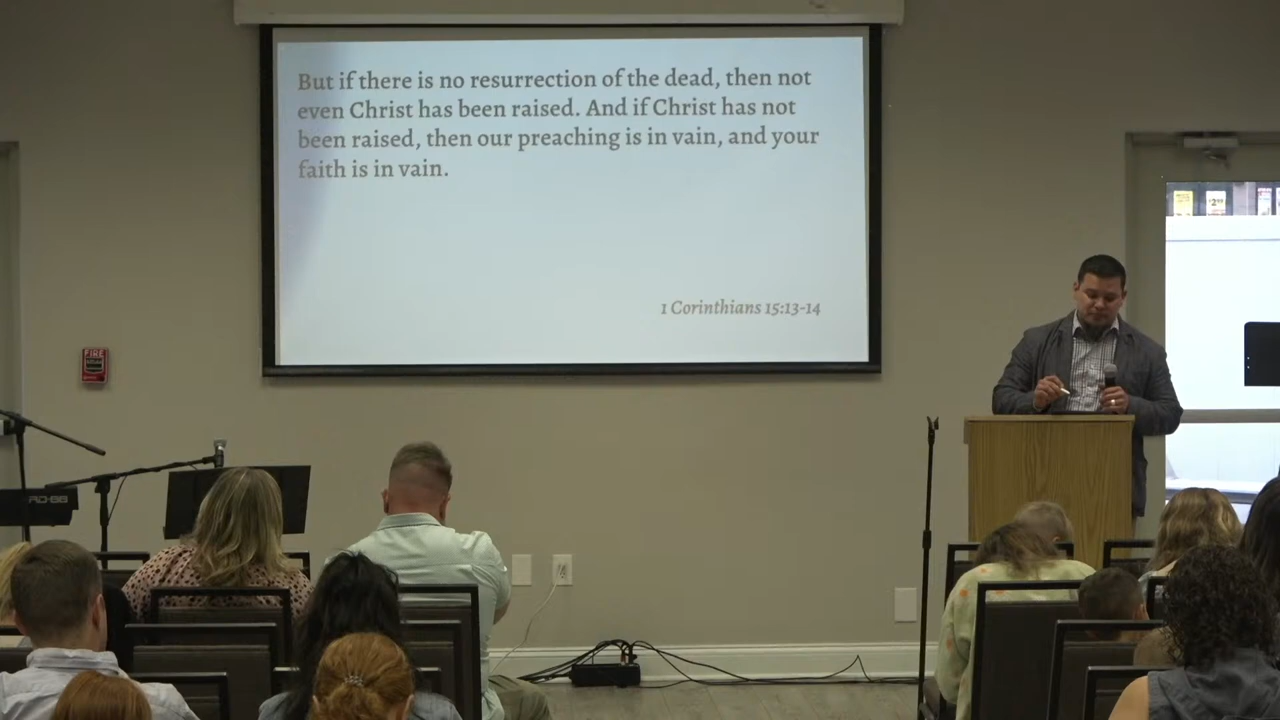 But if there is no resurrection of the dead, then not
even Christ has been raised. And if Christ has not
been raised, then our preaching is in vain, and your
faith is in vain.
1 Corinthians 15:13-14
FIRE
RD-88